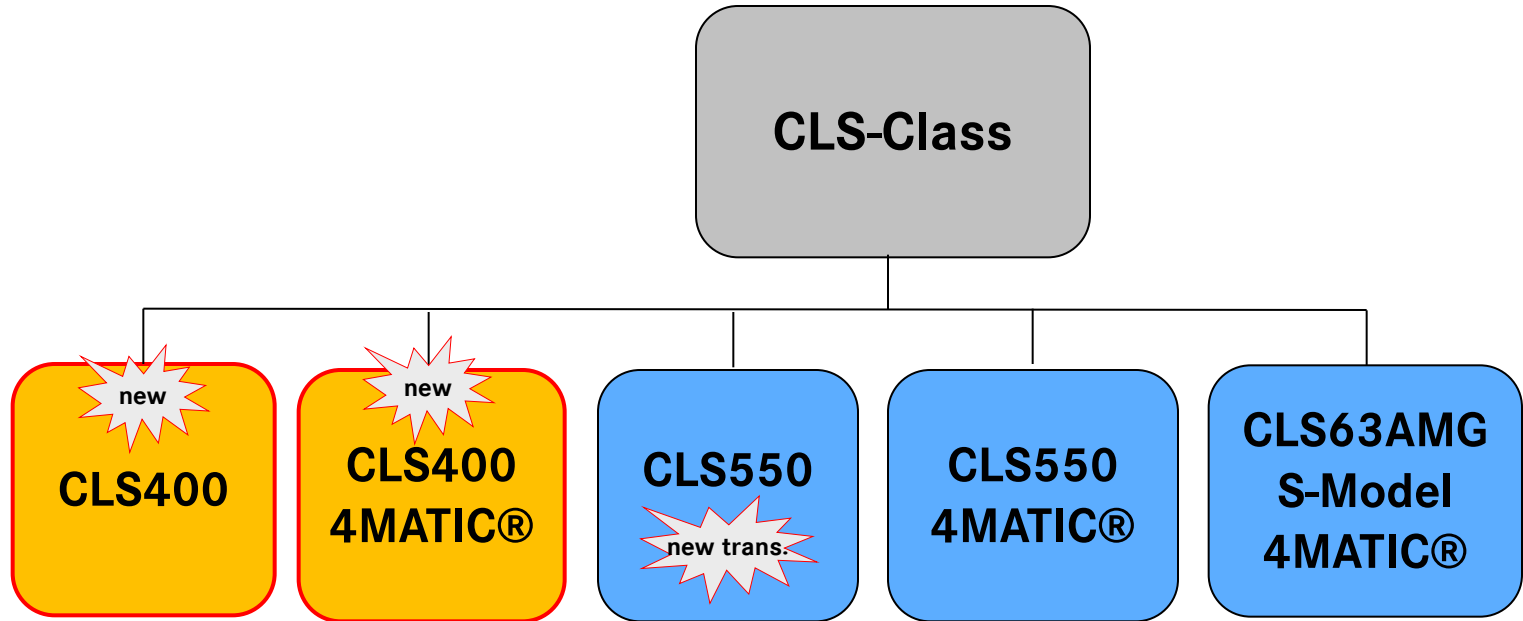 CLS-Class
new
CLS400
new
CLS400
4MATIC®
CLS550
new trans.
CLS550
4MATIC®
CLS63AMG
S-Model
4MATIC®